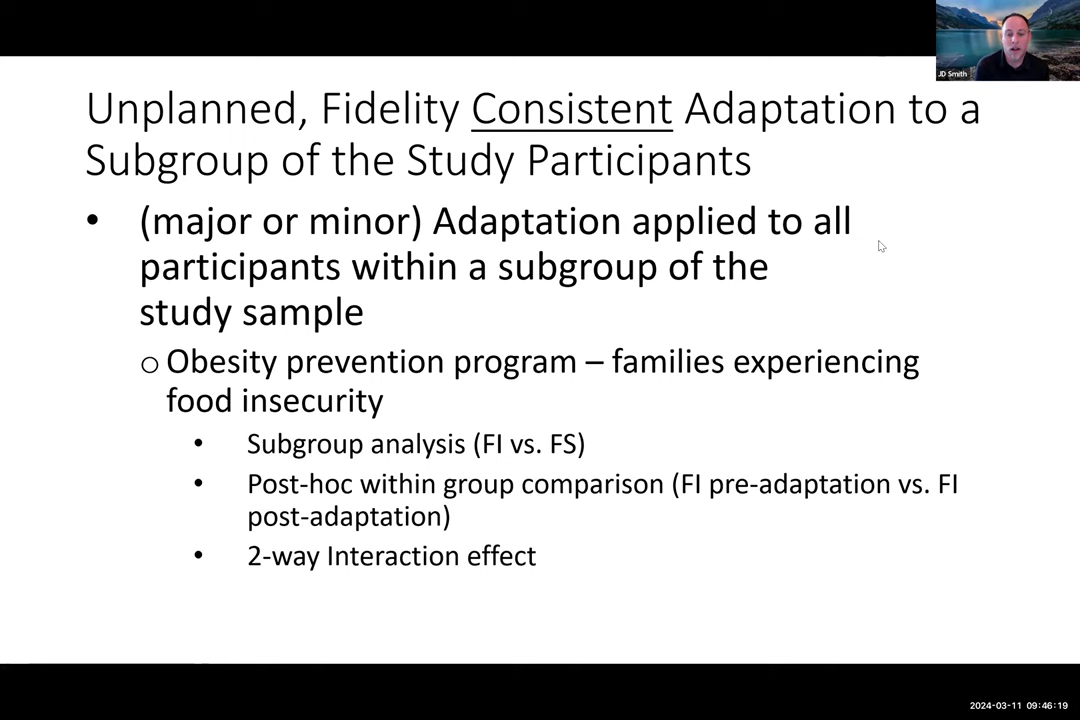 JD Smith
Unplanned, Fidelity Consistent Adaptation to a
Subgroup of the Study Participants
• (major or minor) Adaptation applied to all
participants within a subgroup of the
study sample
o Obesity prevention program – families experiencing
food insecurity
• Subgroup analysis (FI vs. FS)
• Post-hoc within group comparison (FI pre-adaptation vs. FI
post-adaptation)
• 2-way Interaction effect
2024-03-11 09:46:19